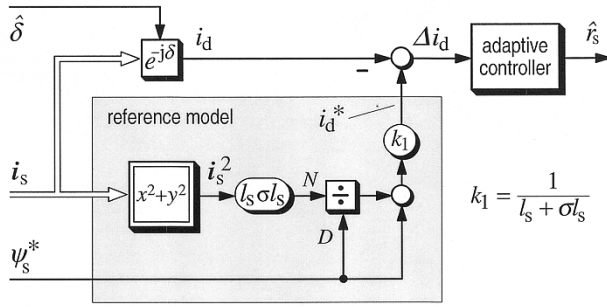 δ̂
e^-jδ
i_d
−
Δi_d
adaptive controller
r̂_s
reference model
i_d*
k_1
i_s
x²+y²
i_s²
l_s σl_s
N
÷
D
k_1 = 1 / (l_s + σl_s)
ψ_s*